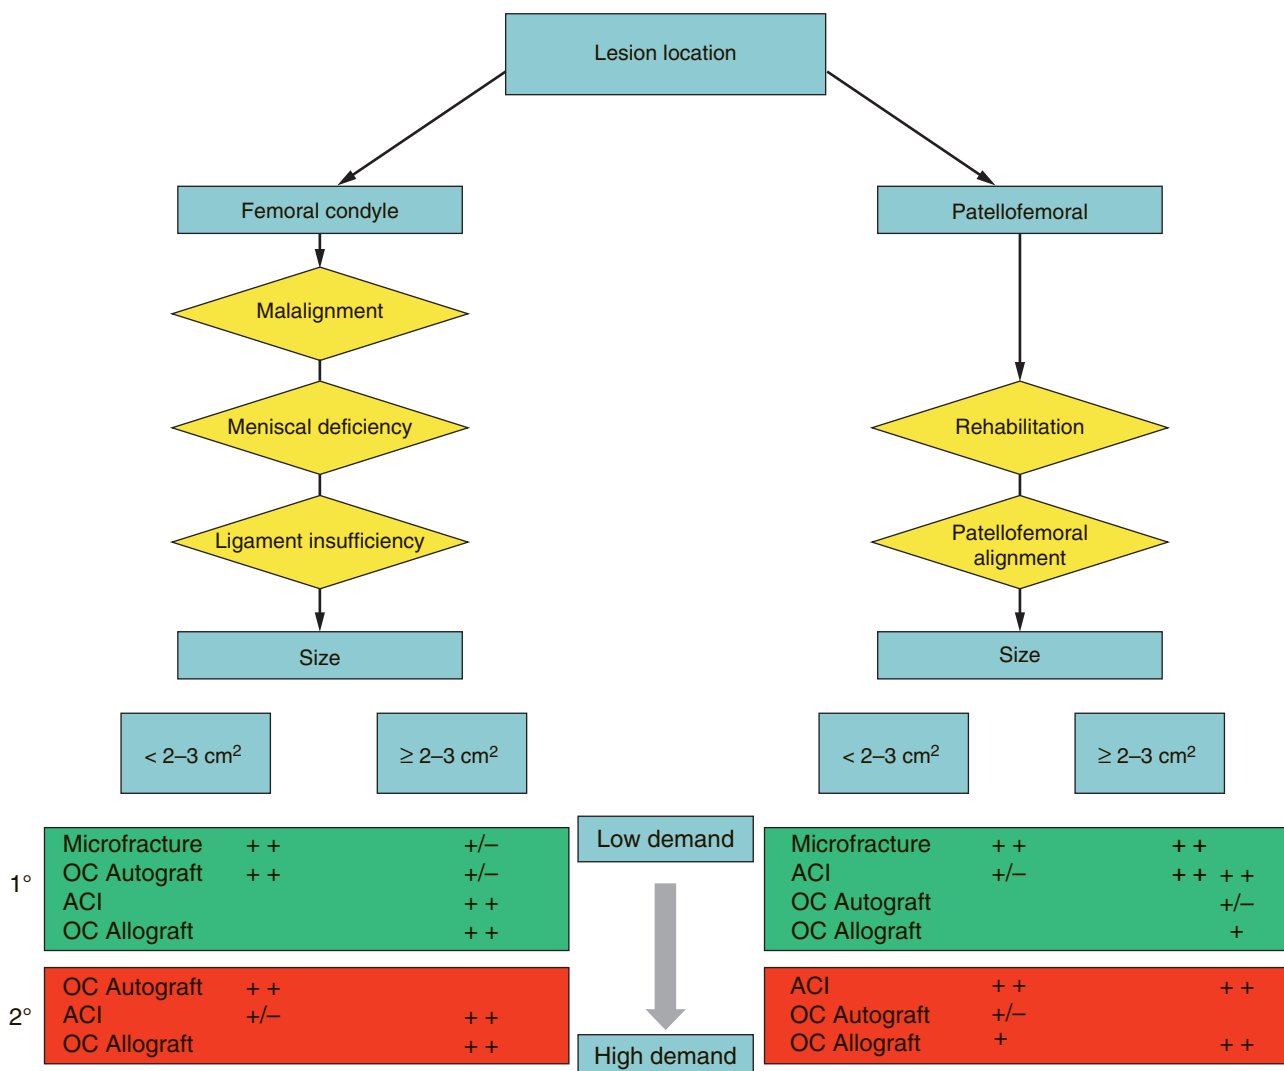 Lesion location
Femoral condyle
Patellofemoral
Malalignment
Meniscal deficiency
Rehabilitation
Ligament insufficiency
Patellofemoral
alignment
Size
Size
< 2–3 cm²
≥ 2–3 cm²
< 2–3 cm²
≥ 2–3 cm²
1°
Microfracture + + +/–
OC Autograft + + +/–
ACI + +
OC Allograft + +
Low demand
Microfracture + + + +
ACI +/– + + + +
OC Autograft +/–
OC Allograft +
2°
OC Autograft + +
ACI +/– + +
OC Allograft + +
High demand
ACI + + + +
OC Autograft +/–
OC Allograft + + +